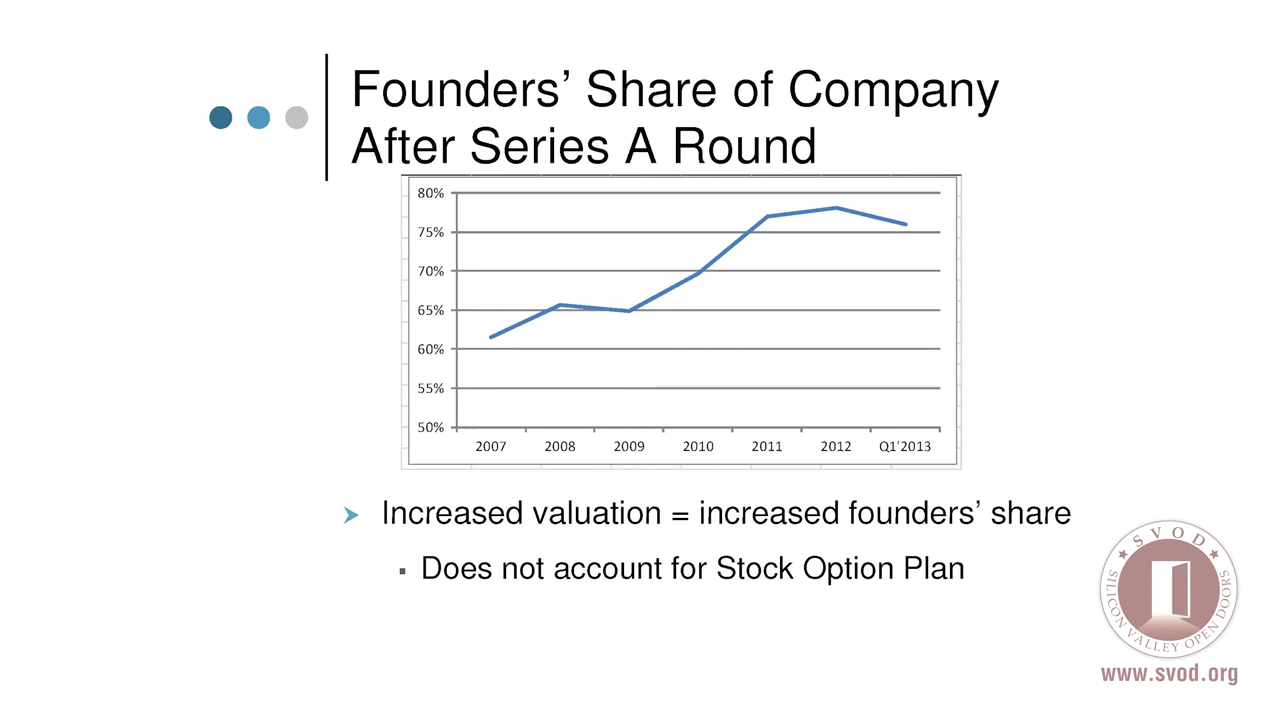 Founders’ Share of Company
After Series A Round
80%
75%
70%
65%
60%
55%
50%
2007 2008 2009 2010 2011 2012 Q1'2013
Increased valuation = increased founders’ share
Does not account for Stock Option Plan
SVOD
SILICON VALLEY OPEN DOORS
www.svod.org